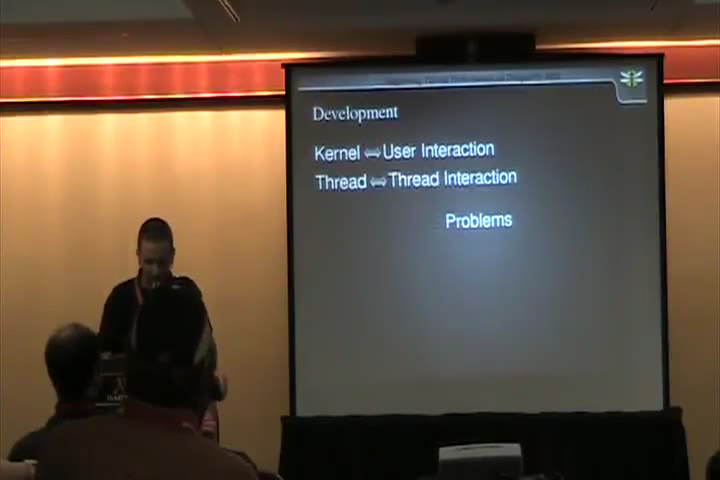 Development
Kernel ⇔ User Interaction
Thread ⇔ Thread Interaction
Problems